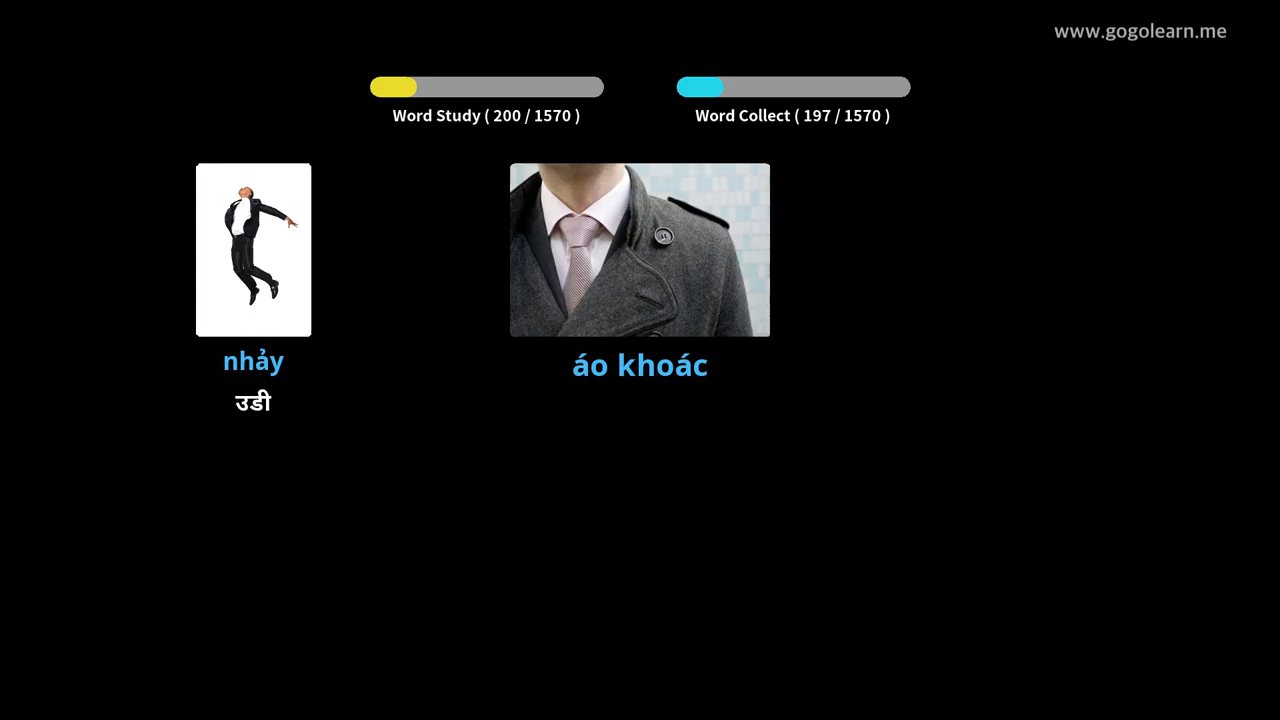 www.gogolearn.me
Word Study ( 200 / 1570 )
Word Collect ( 197 / 1570 )
nhảy
उडी
áo khoác